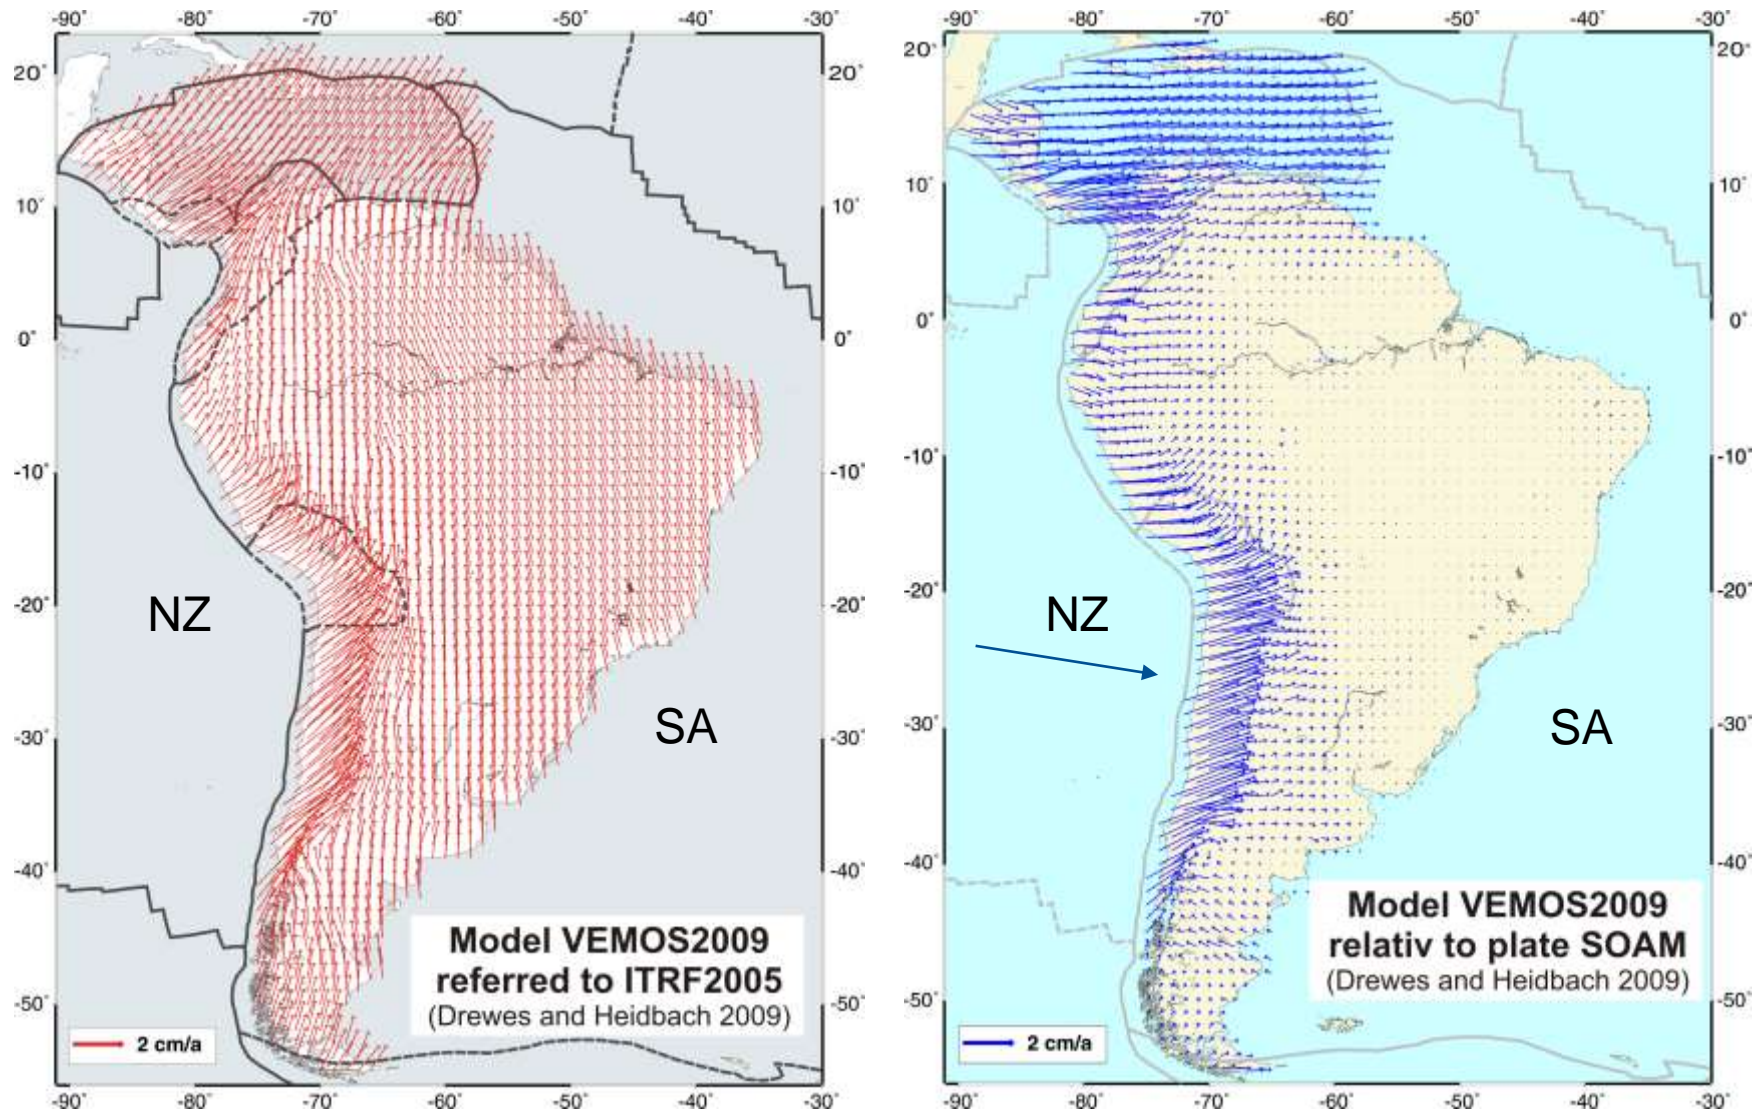 -90° -80° -70° -60° -50° -40° -30°
20° 20°
10° 10°
0° 0°
-10° -10°
-20° -20°
-30° -30°
-40° -40°
-50° -50°
NZ
SA
Model VEMOS2009
referred to ITRF2005
(Drewes and Heidbach 2009)
2 cm/a
-90° -80° -70° -60° -50° -40° -30°
-90° -80° -70° -60° -50° -40° -30°
20° 20°
10° 10°
0° 0°
-10° -10°
-20° -20°
-30° -30°
-40° -40°
-50° -50°
NZ
SA
Model VEMOS2009
relativ to plate SOAM
(Drewes and Heidbach 2009)
2 cm/a
-90° -80° -70° -60° -50° -40° -30°